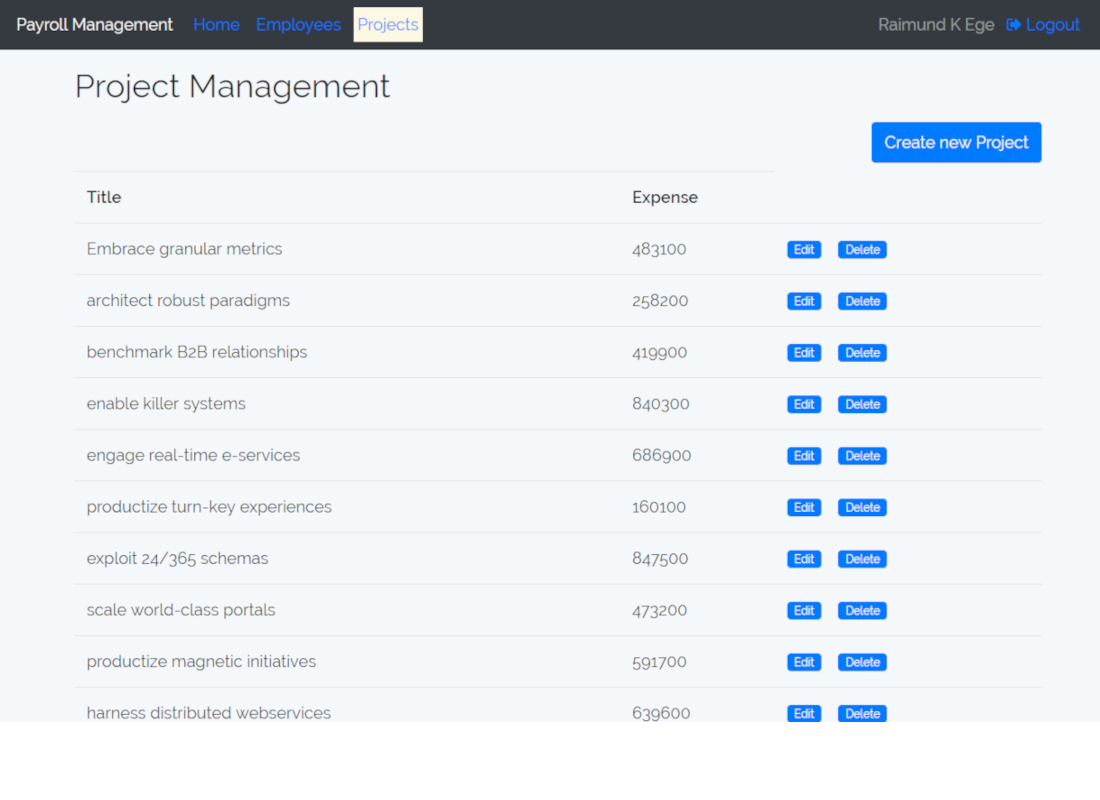 Payroll Management Home Employees Projects Raimund K Ege Logout
Project Management
Create new Project
Title Expense
Embrace granular metrics 483100 Edit Delete
architect robust paradigms 258200 Edit Delete
benchmark B2B relationships 419900 Edit Delete
enable killer systems 840300 Edit Delete
engage real-time e-services 686900 Edit Delete
productize turn-key experiences 160100 Edit Delete
exploit 24/365 schemas 847500 Edit Delete
scale world-class portals 473200 Edit Delete
productize magnetic initiatives 591700 Edit Delete
harness distributed webservices 639600 Edit Delete